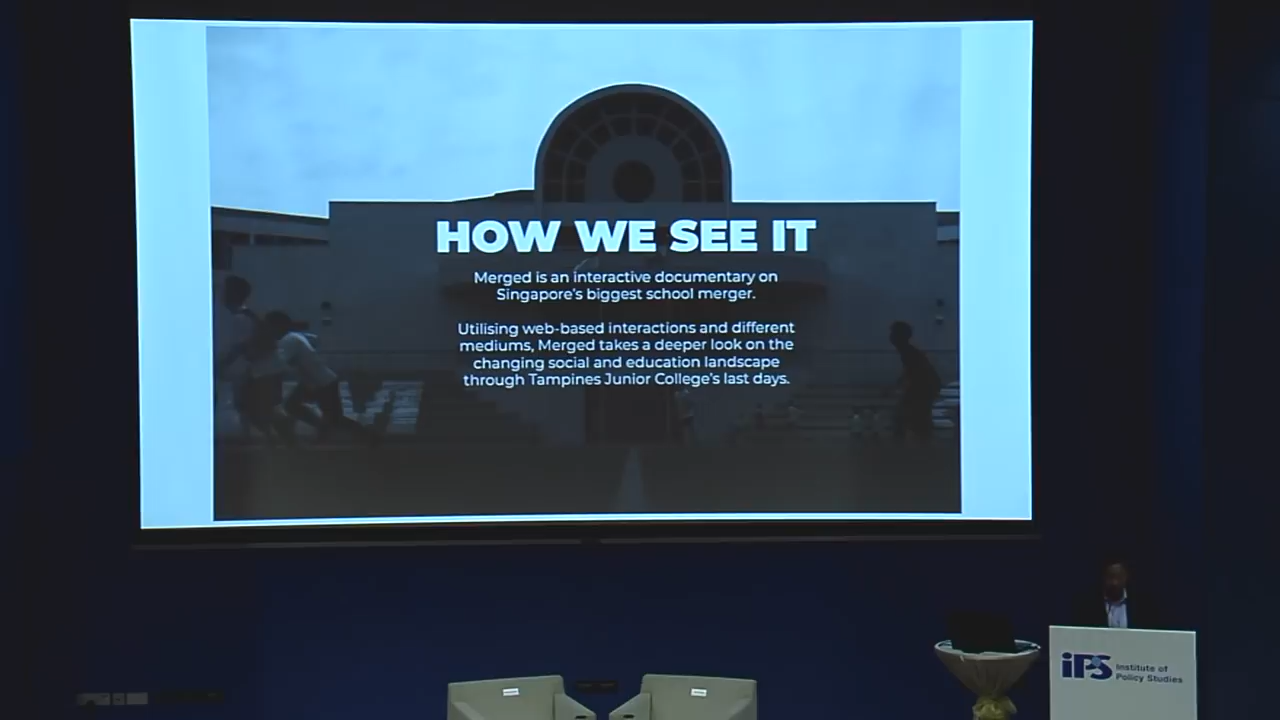 HOW WE SEE IT
Merged is an interactive documentary on
Singapore's biggest school merger.
Utilising web-based interactions and different
mediums, Merged takes a deeper look on the
changing social and education landscape
through Tampines Junior College's last days.
iPS
Institute of
Policy Studies